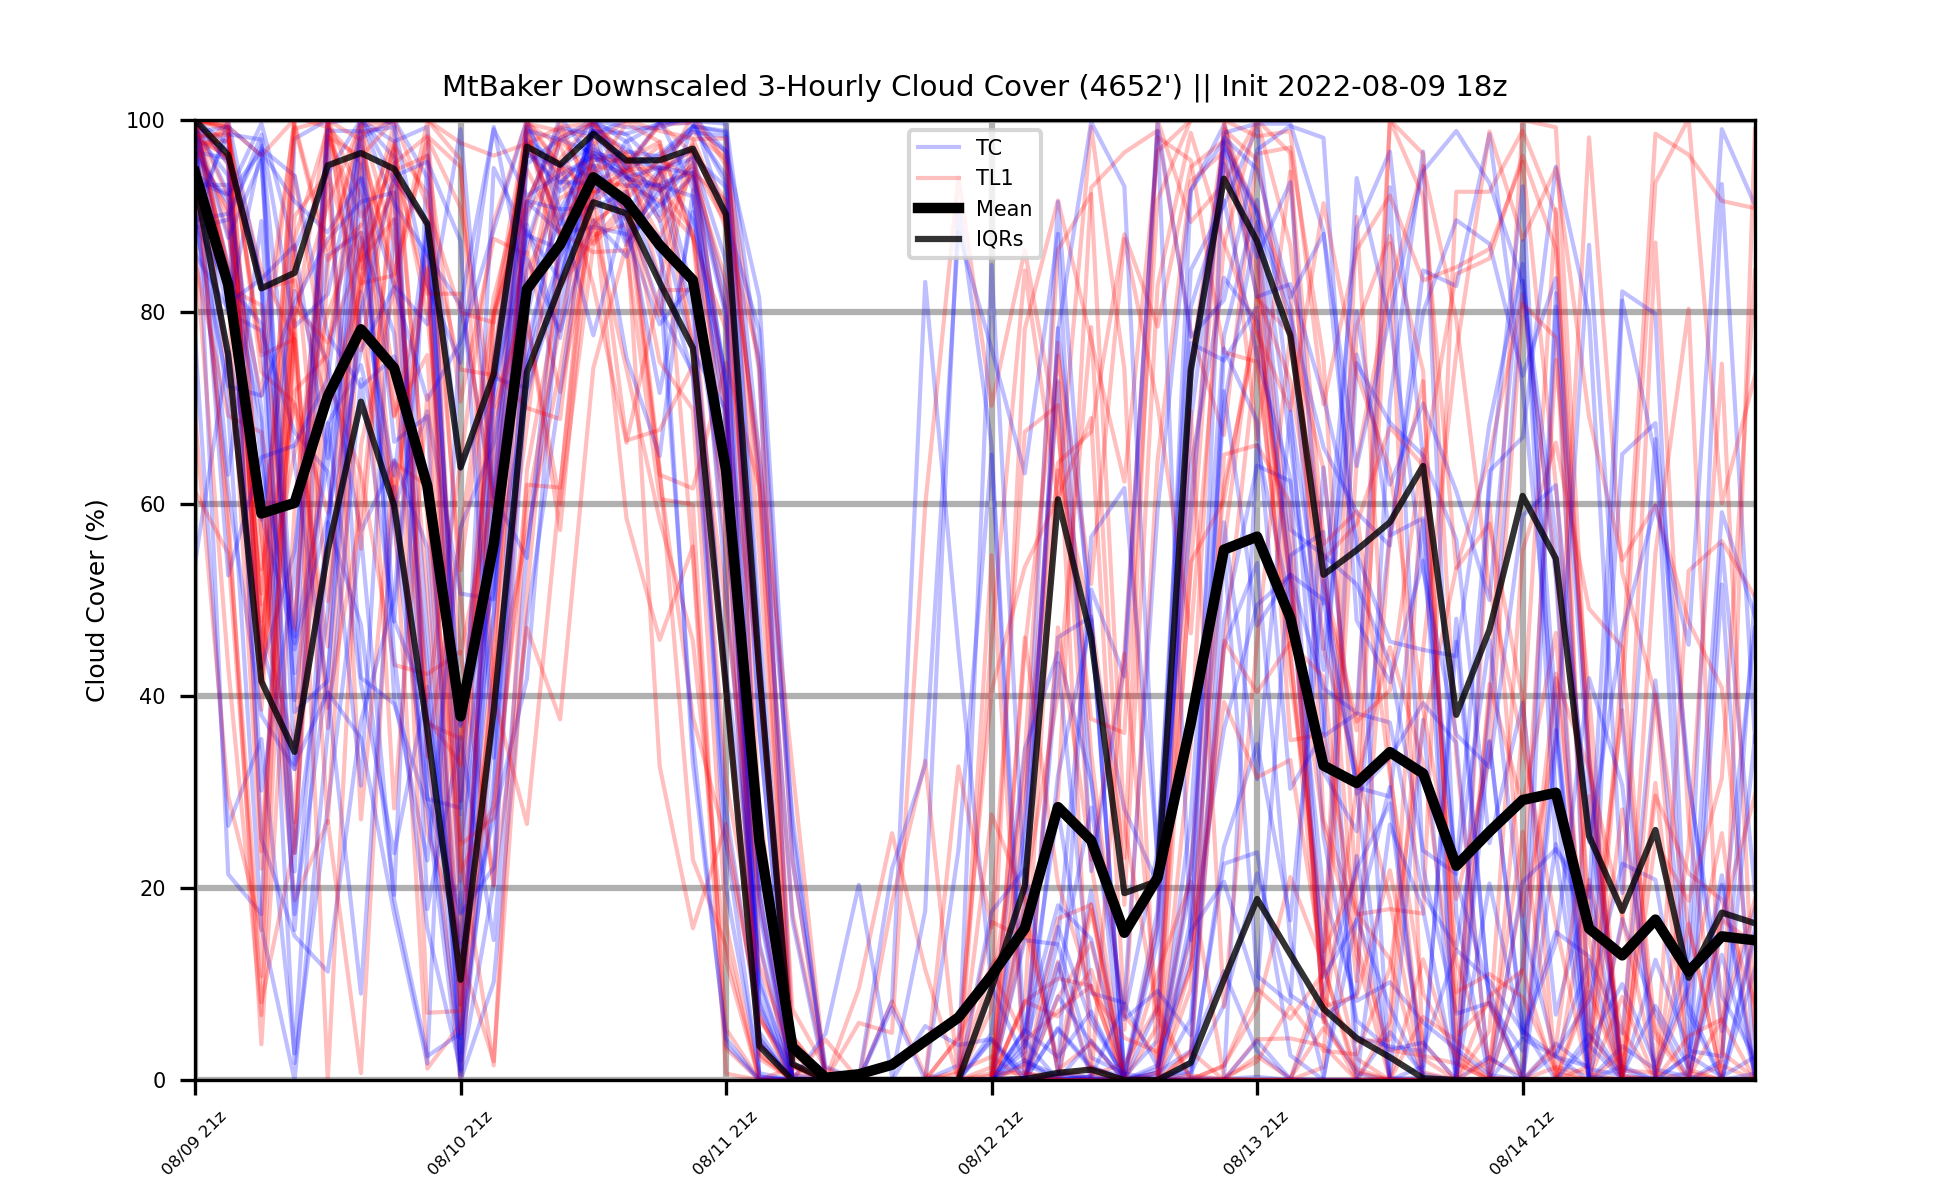 MtBaker Downscaled 3-Hourly Cloud Cover (4652') || Init 2022-08-09 18z
TC
TL1
Mean
IQRs
Cloud Cover (%)
100
80
60
40
20
0
08/09 21z
08/10 21z
08/11 21z
08/12 21z
08/13 21z
08/14 21z